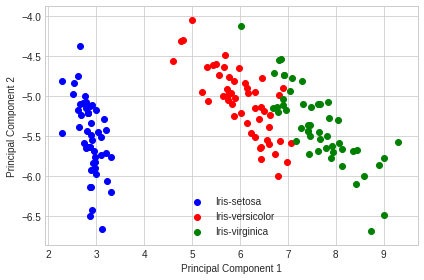 −4.0
−4.5
−5.0
−5.5
−6.0
−6.5
Principal Component 2
Iris-setosa
Iris-versicolor
Iris-virginica
2 3 4 5 6 7 8 9
Principal Component 1